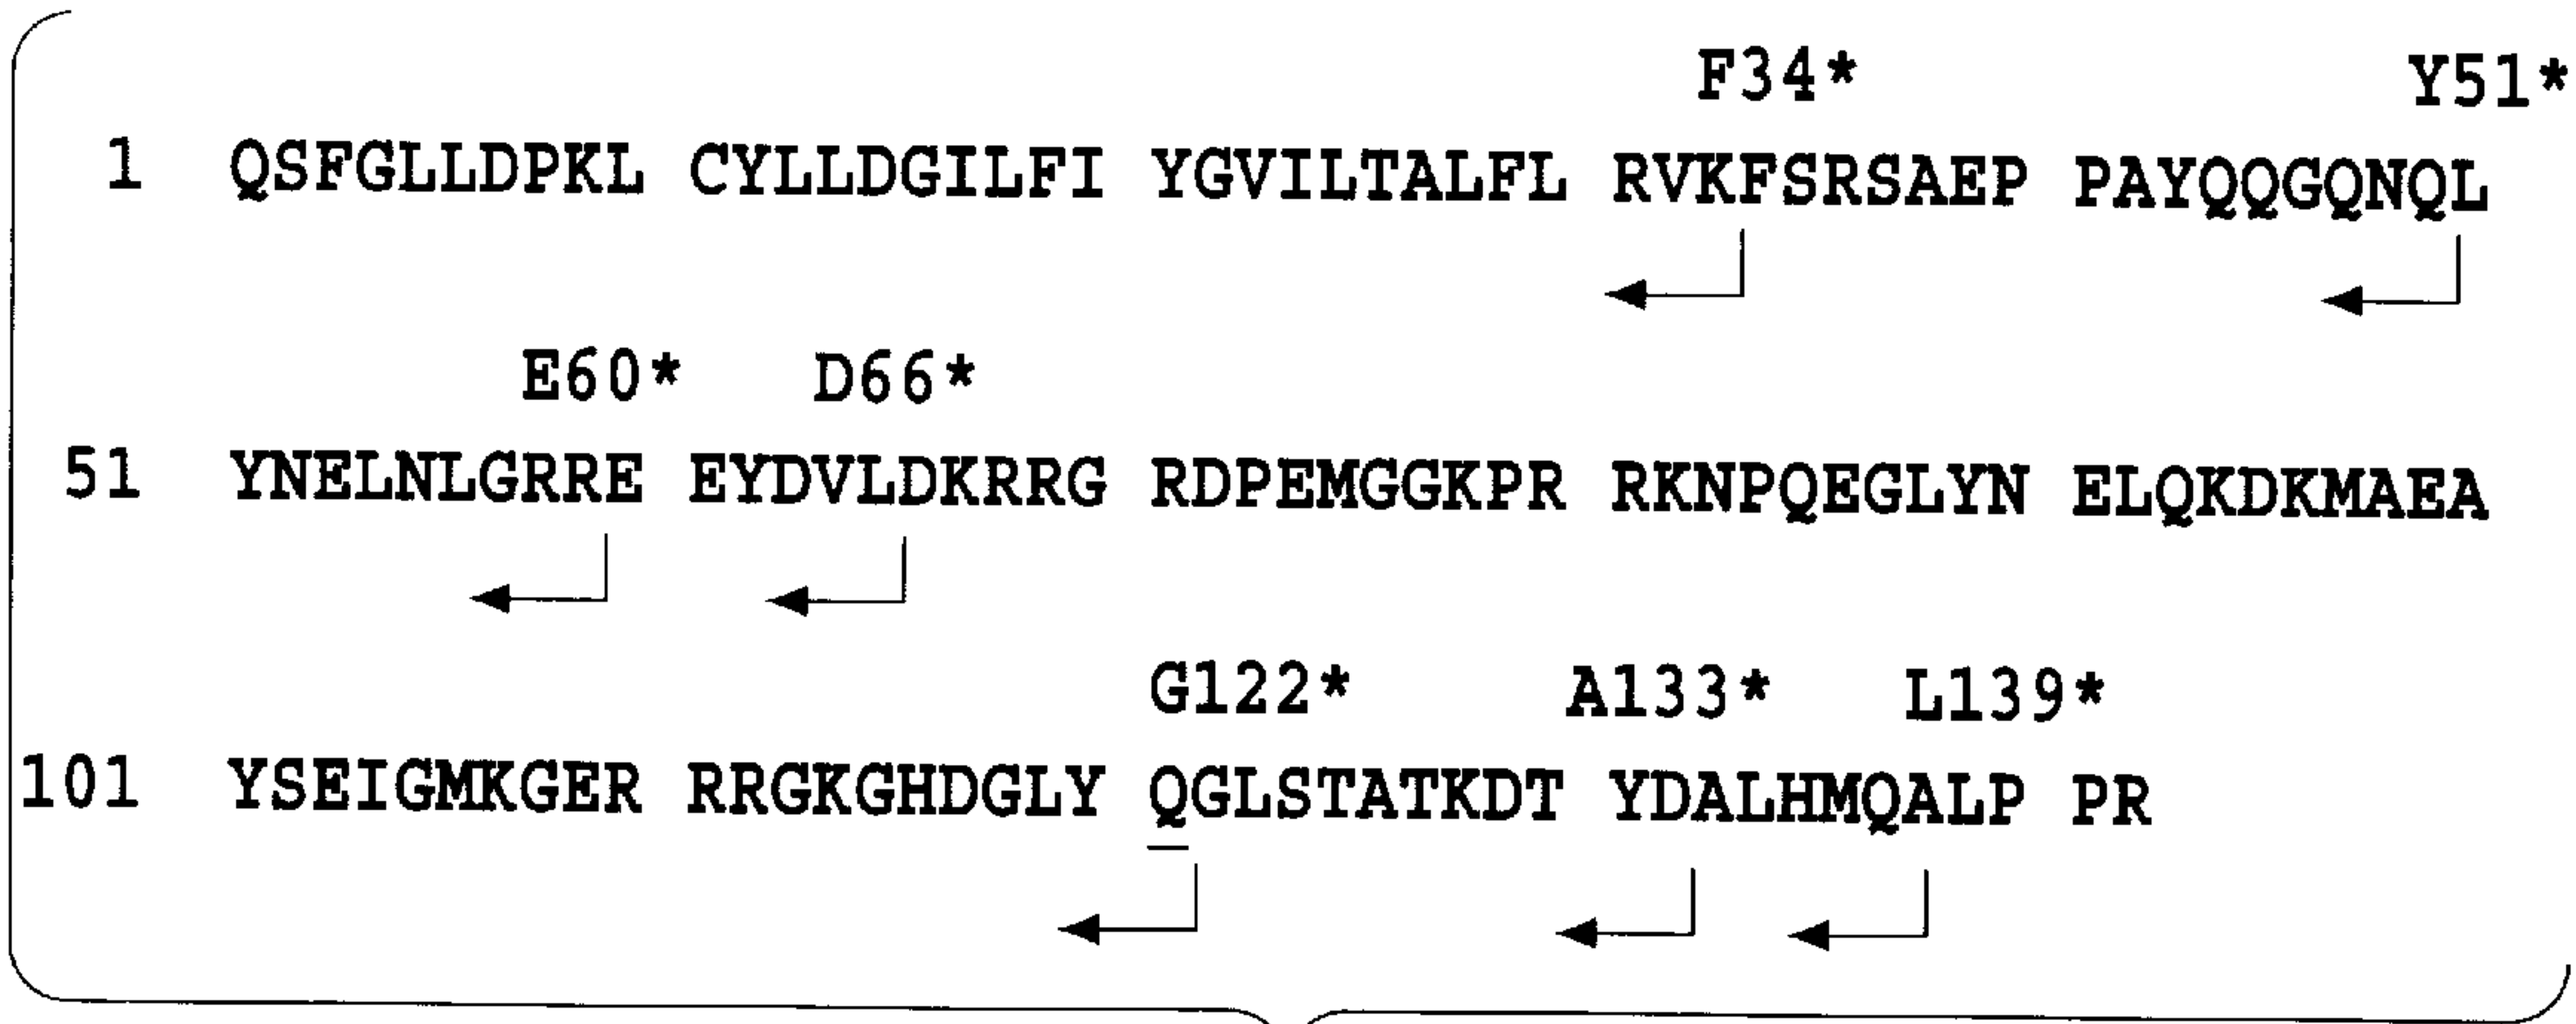 F34* Y51*
1 QSFGLLDPKL CYLLDGILFI YGVILTALFL RVKFSRSAEP PAYQQGQNQL
E60* D66*
51 YNELNLGRRE EYDVLDKRRG RDPEMGGKPR RKNPQEGLYN ELQKDKMAEA
G122* A133* L139*
101 YSEIGMKGER RRGKGHDGLY QGLSTATKDT YDALHMQALP PR